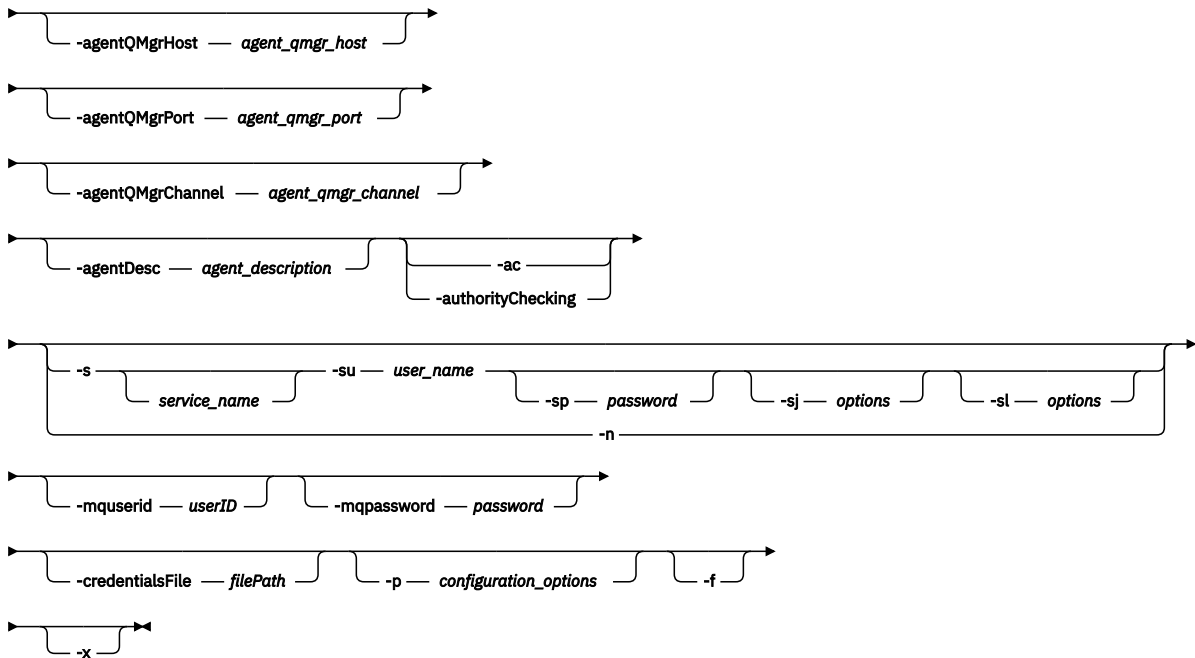 -agentQMgrHost agent_qmgr_host
-agentQMgrPort agent_qmgr_port
-agentQMgrChannel agent_qmgr_channel
-agentDesc agent_description -ac
-authorityChecking
-s service_name -su user_name -sp password -sj options -sl options
-n
-mquserid userID -mqpassword password
-credentialsFile filePath -p configuration_options -f
-x